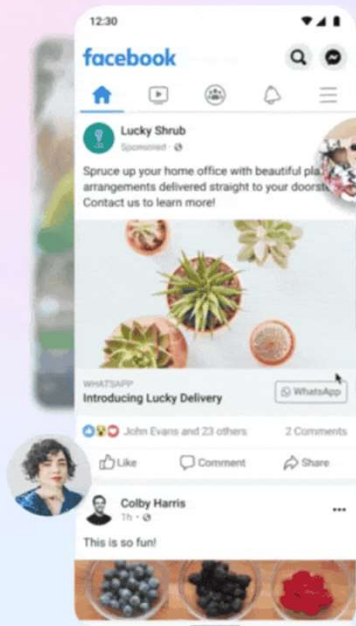 12:30
facebook
Lucky Shrub
Sponsored ·
Spruce up your home office with beautiful
arrangements delivered straight to your
Contact us to learn more!
WHATSAPP
Introducing Lucky Delivery
WhatsApp
John Evans and 23 others 2 Comments
Like Comment Share
Colby Harris
1h ·
This is so fun!